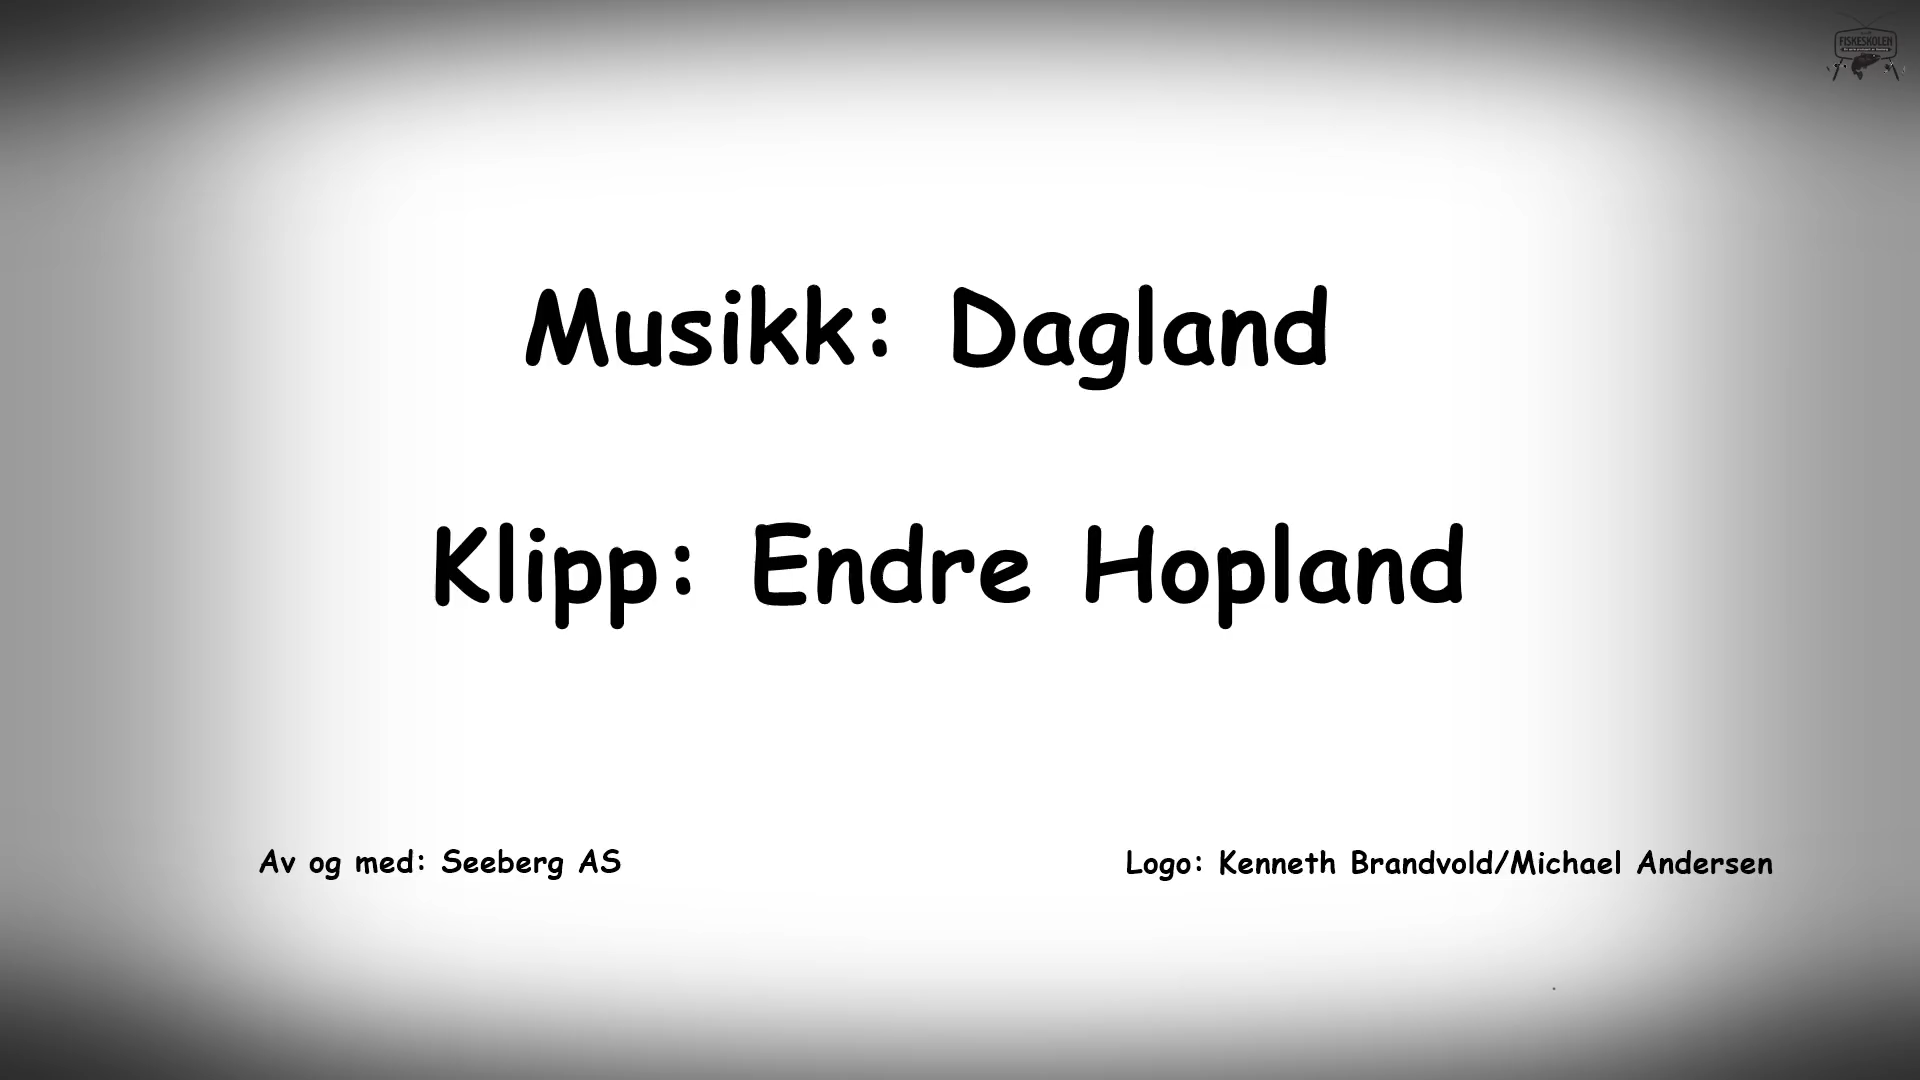 FISKESKOLEN
Musikk: Dagland
Klipp: Endre Hopland
Av og med: Seeberg AS
Logo: Kenneth Brandvold/Michael Andersen